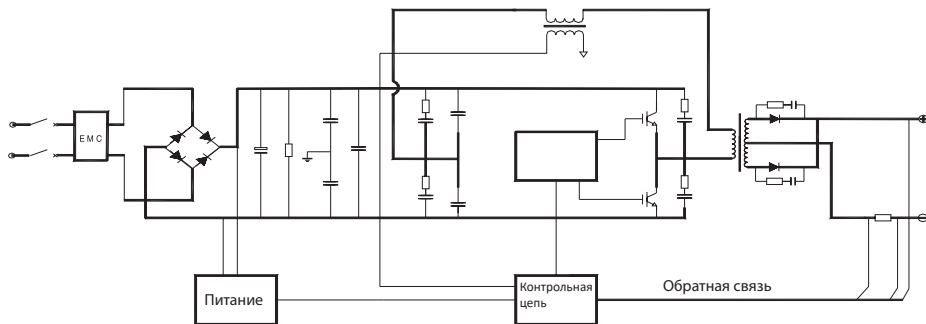 EMC
Питание
Контрольная
цепь
Обратная связь